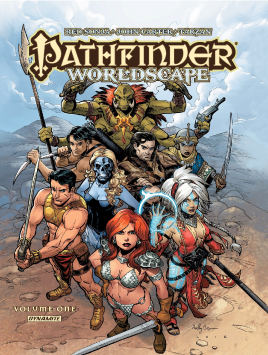 RED SONJA • JOHN CARTER • TARZAN
PATHFINDER
WORLDSCAPE
VOLUME ONE
DYNAMITE